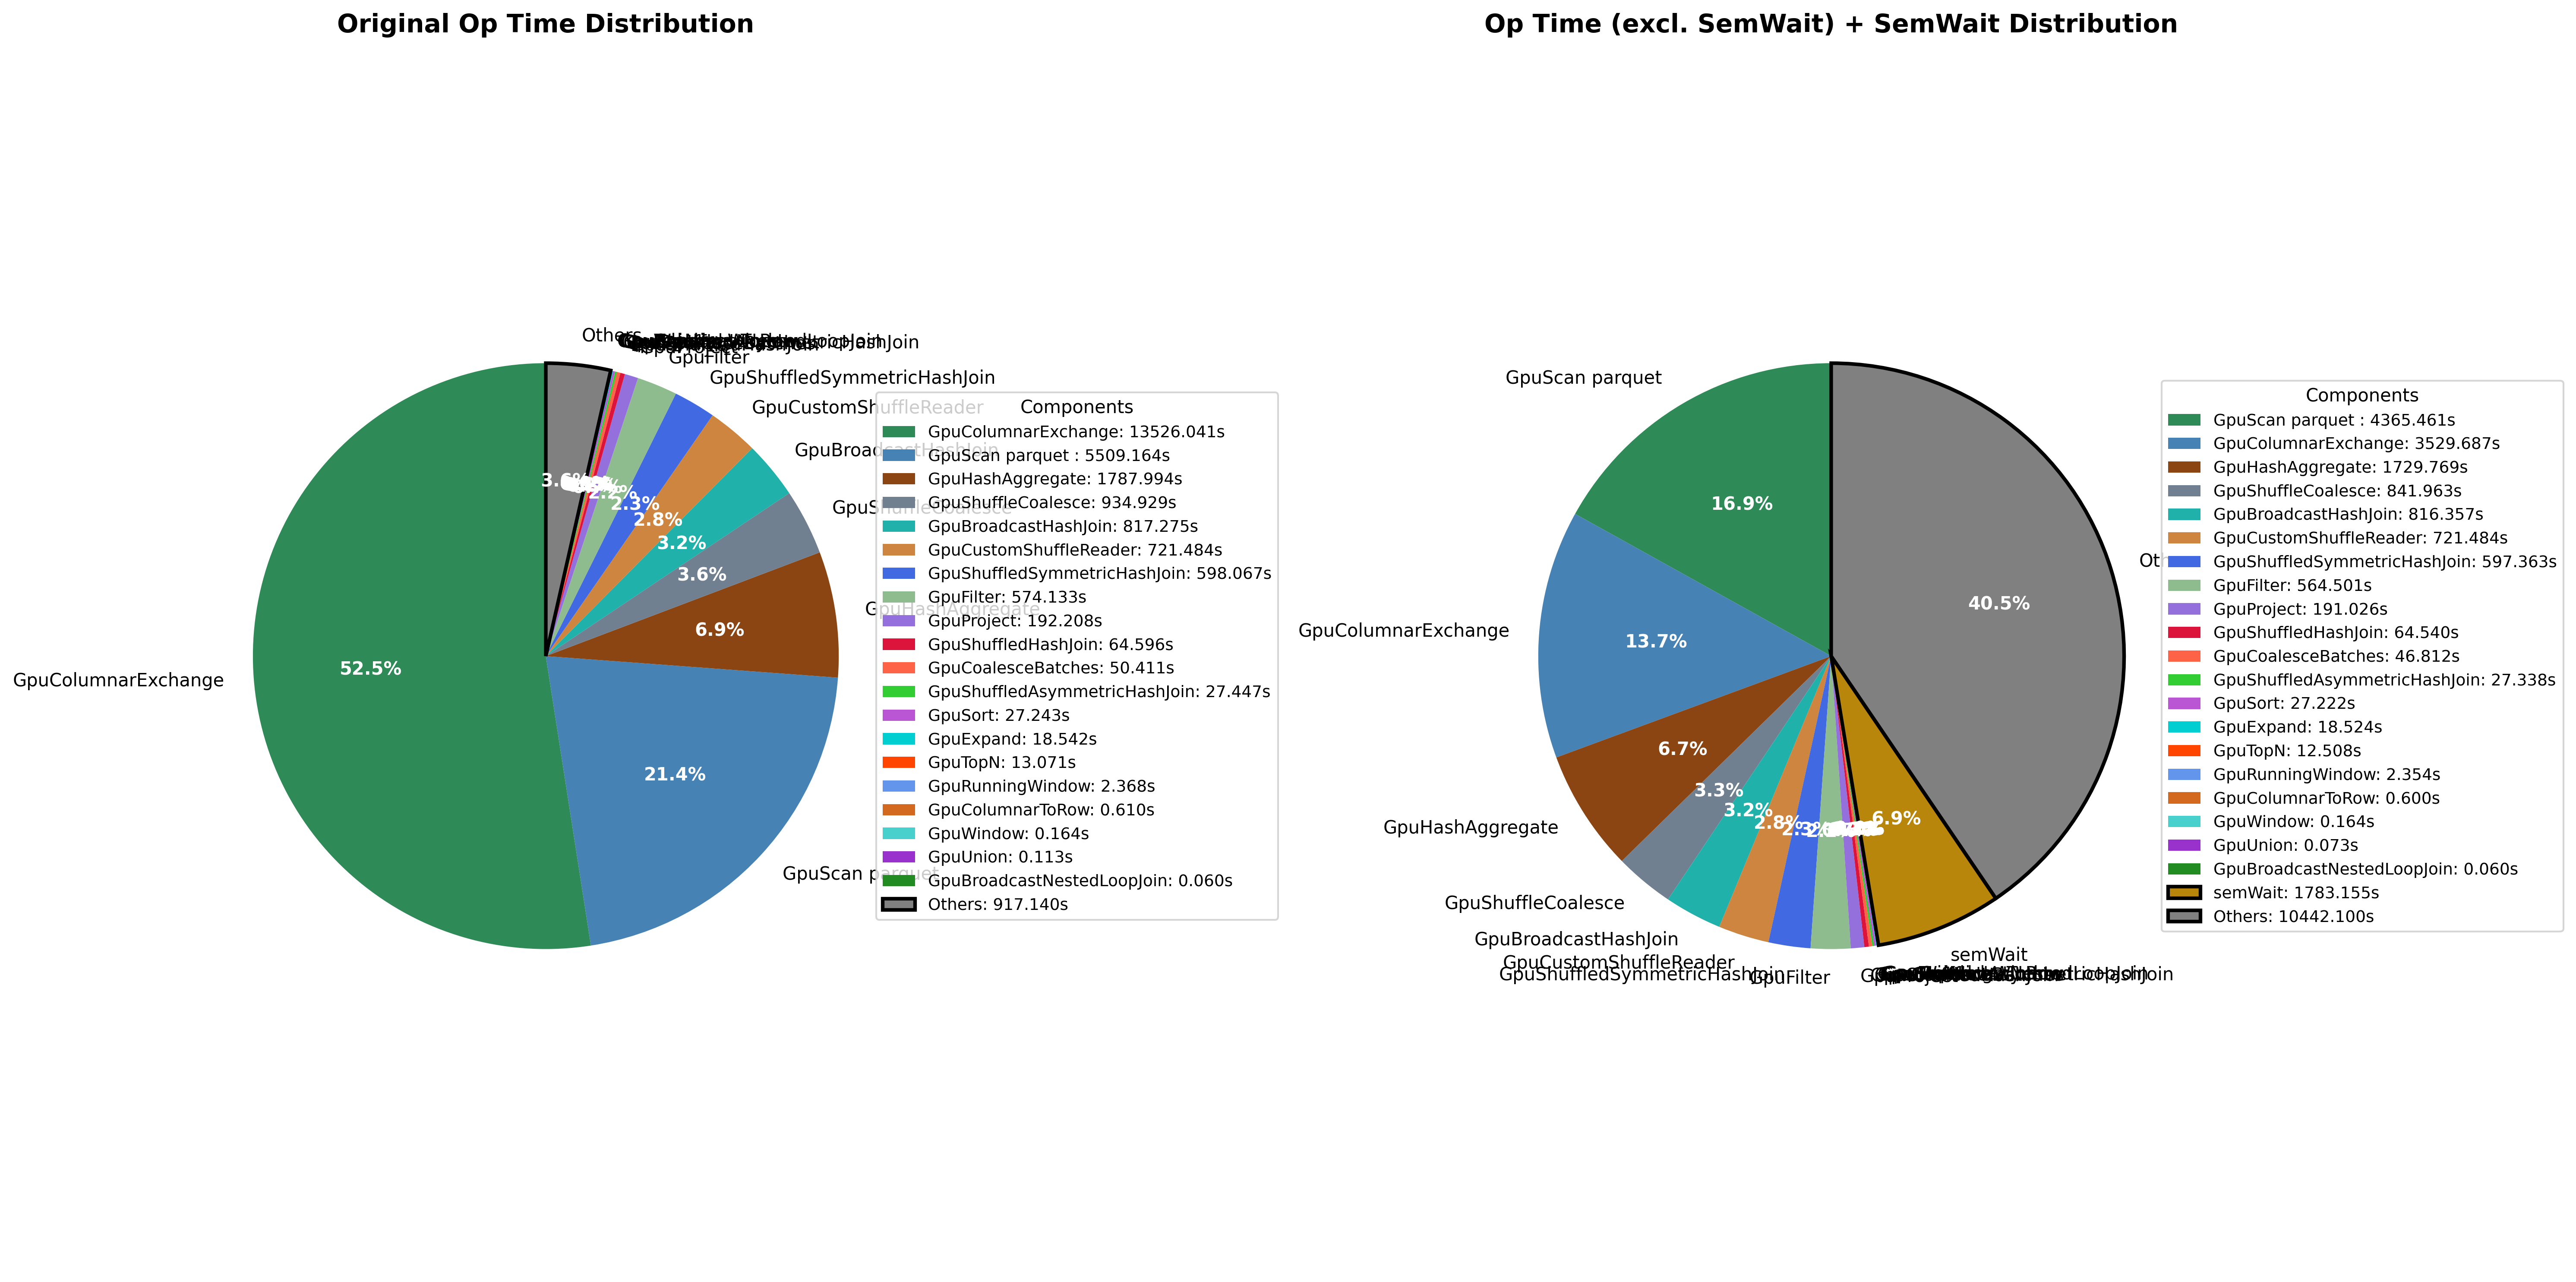 Original Op Time Distribution
Others
GpuFilter
GpuShuffledSymmetricHashJoin
GpuCustomShuffleReader
GpuBroadcastHashJoin
GpuShuffleCoalesce
GpuHashAggregate
GpuScan parquet
GpuColumnarExchange
3.6%
2.2%
2.3%
2.8%
3.2%
3.6%
6.9%
21.4%
52.5%
Components
GpuColumnarExchange: 13526.041s
GpuScan parquet : 5509.164s
GpuHashAggregate: 1787.994s
GpuShuffleCoalesce: 934.929s
GpuBroadcastHashJoin: 817.275s
GpuCustomShuffleReader: 721.484s
GpuShuffledSymmetricHashJoin: 598.067s
GpuFilter: 574.133s
GpuProject: 192.208s
GpuShuffledHashJoin: 64.596s
GpuCoalesceBatches: 50.411s
GpuShuffledAsymmetricHashJoin: 27.447s
GpuSort: 27.243s
GpuExpand: 18.542s
GpuTopN: 13.071s
GpuRunningWindow: 2.368s
GpuColumnarToRow: 0.610s
GpuWindow: 0.164s
GpuUnion: 0.113s
GpuBroadcastNestedLoopJoin: 0.060s
Others: 917.140s
Op Time (excl. SemWait) + SemWait Distribution
GpuScan parquet
GpuColumnarExchange
GpuHashAggregate
GpuShuffleCoalesce
GpuBroadcastHashJoin
GpuCustomShuffleReader
GpuShuffledSymmetricHashJoin
GpuFilter
semWait
16.9%
13.7%
6.7%
3.3%
3.2%
2.8%
6.9%
40.5%
Components
GpuScan parquet : 4365.461s
GpuColumnarExchange: 3529.687s
GpuHashAggregate: 1729.769s
GpuShuffleCoalesce: 841.963s
GpuBroadcastHashJoin: 816.357s
GpuCustomShuffleReader: 721.484s
GpuShuffledSymmetricHashJoin: 597.363s
GpuFilter: 564.501s
GpuProject: 191.026s
GpuShuffledHashJoin: 64.540s
GpuCoalesceBatches: 46.812s
GpuShuffledAsymmetricHashJoin: 27.338s
GpuSort: 27.222s
GpuExpand: 18.524s
GpuTopN: 12.508s
GpuRunningWindow: 2.354s
GpuColumnarToRow: 0.600s
GpuWindow: 0.164s
GpuUnion: 0.073s
GpuBroadcastNestedLoopJoin: 0.060s
semWait: 1783.155s
Others: 10442.100s